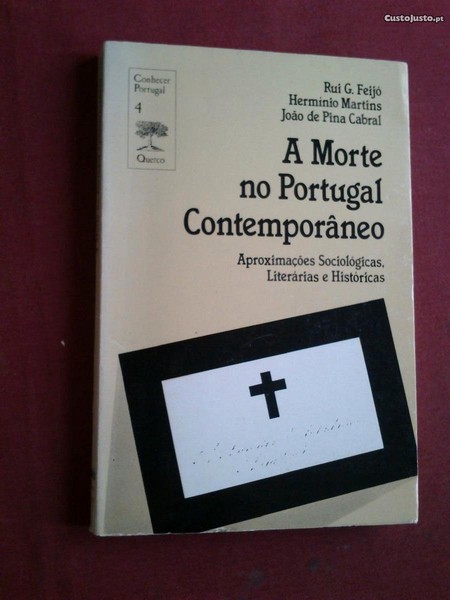 CustoJusto.pt
Conhecer
Portugal
4
Querco
Rui G. Feijó
Hermínio Martins
João de Pina Cabral
A Morte
no Portugal
Contemporâneo
Aproximações Sociológicas,
Literárias e Históricas